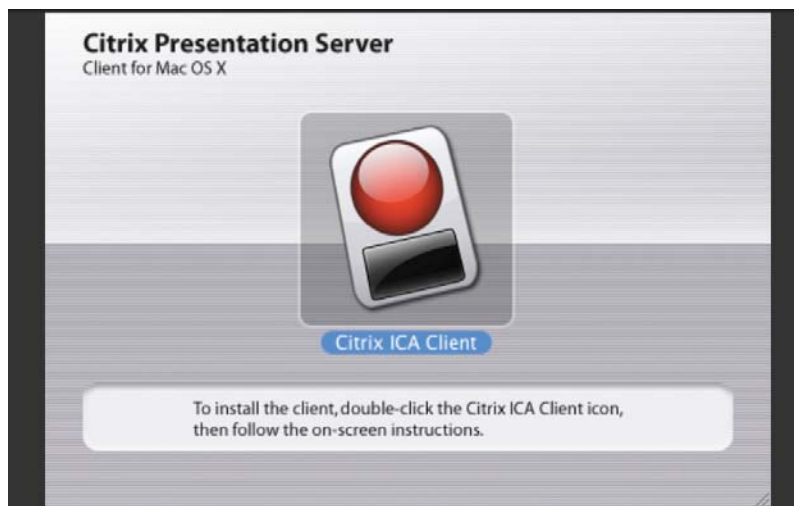 Citrix Presentation Server
Client for Mac OS X
Citrix ICA Client
To install the client, double-click the Citrix ICA Client icon,
then follow the on-screen instructions.